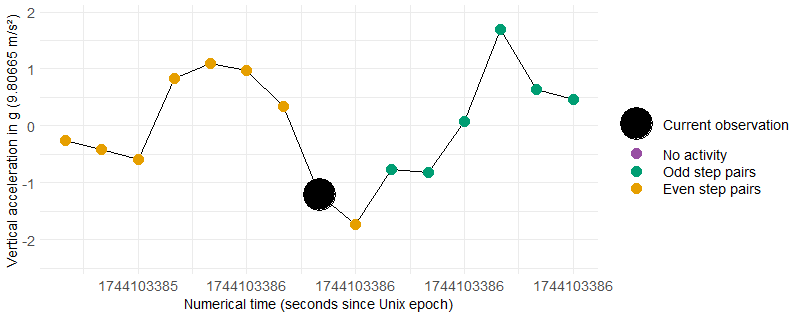 Vertical acceleration in g (9.80665 m/s²)
2
1
0
-1
-2
1744103385 1744103386 1744103386 1744103386 1744103386
Numerical time (seconds since Unix epoch)
Current observation
No activity
Odd step pairs
Even step pairs